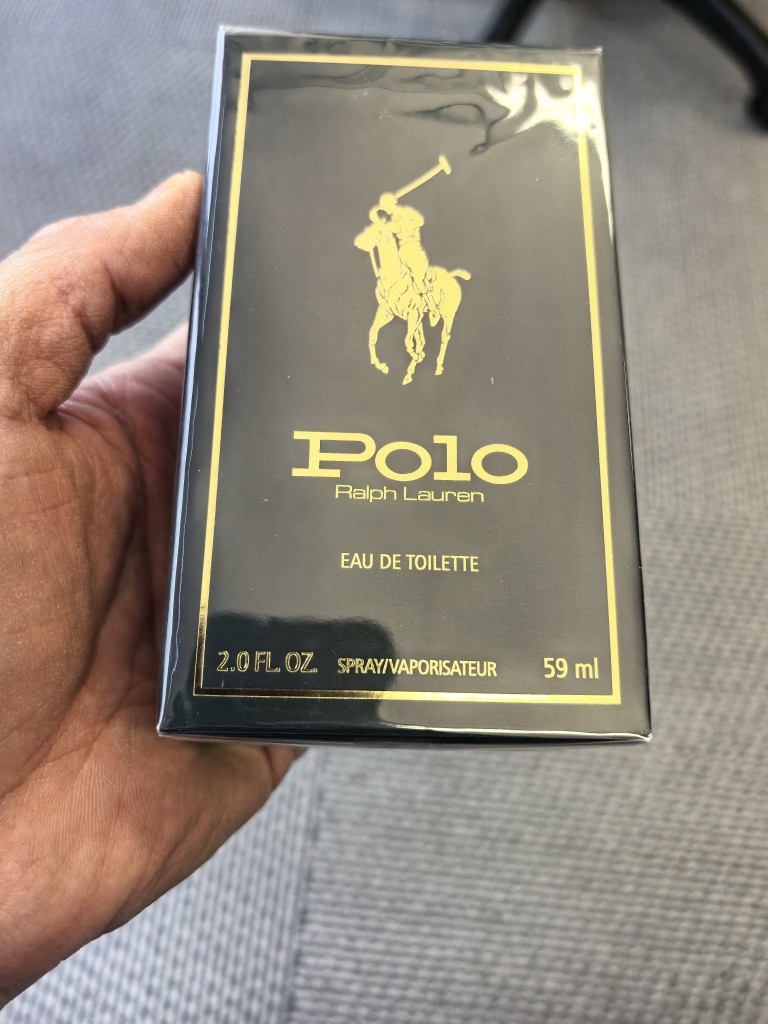 Polo
Ralph Lauren
EAU DE TOILETTE
2.0 FL. OZ. SPRAY/VAPORISATEUR 59 ml